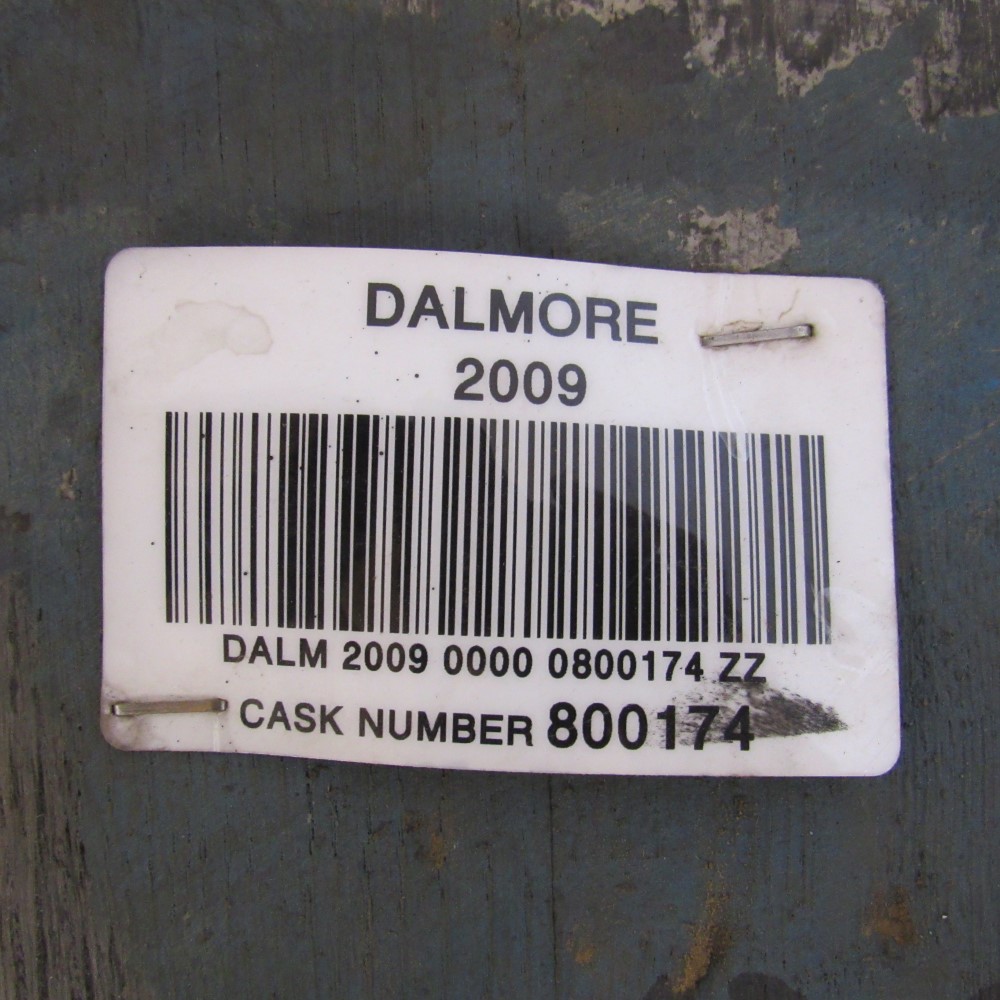 DALMORE
2009
DALM 2009 0000 0800174 ZZ
CASK NUMBER 800174